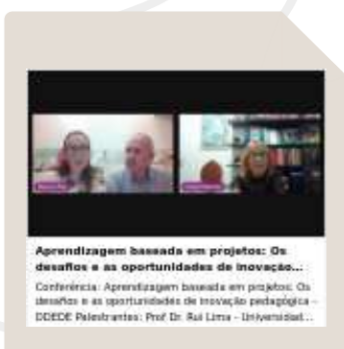 Aprendizagem baseada em projetos: Os
desafios e as oportunidades de inovação...
Conferência: Aprendizagem baseada em projetos: Os
desafios e as oportunidades de inovação pedagógica -
DDEDE Palestrantes: Prof Dr. Rui Lima - Universidad...